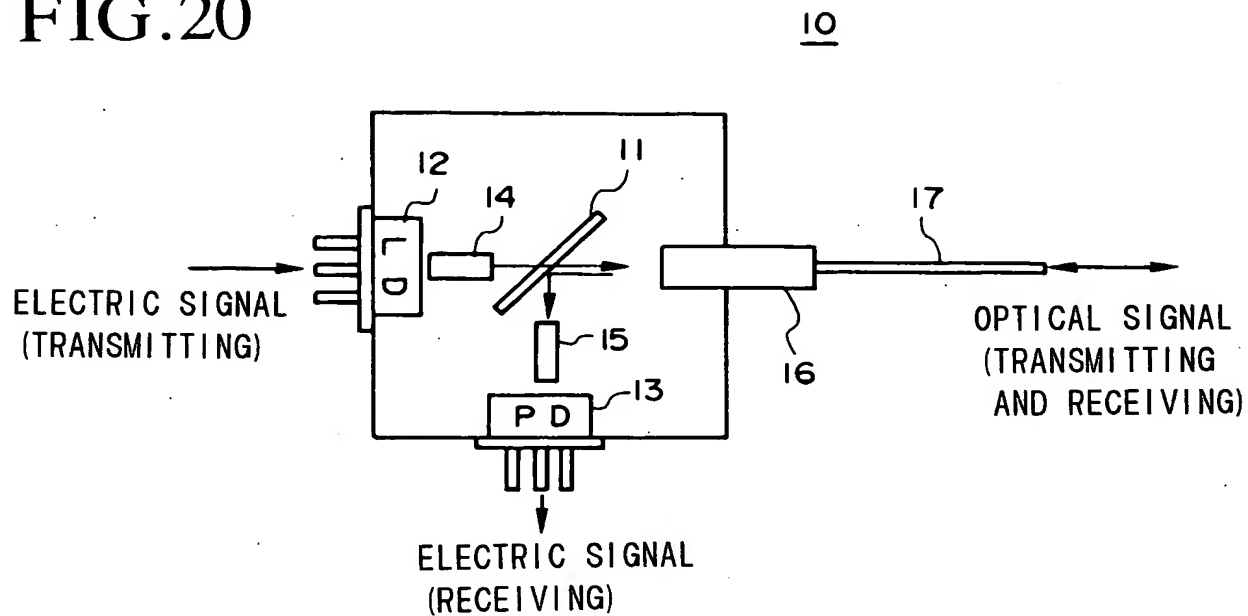 FIG.20
10
11
12
14
17
LD
ELECTRIC SIGNAL
(TRANSMITTING)
15
16
OPTICAL SIGNAL
(TRANSMITTING
AND RECEIVING)
13
PD
ELECTRIC SIGNAL
(RECEIVING)